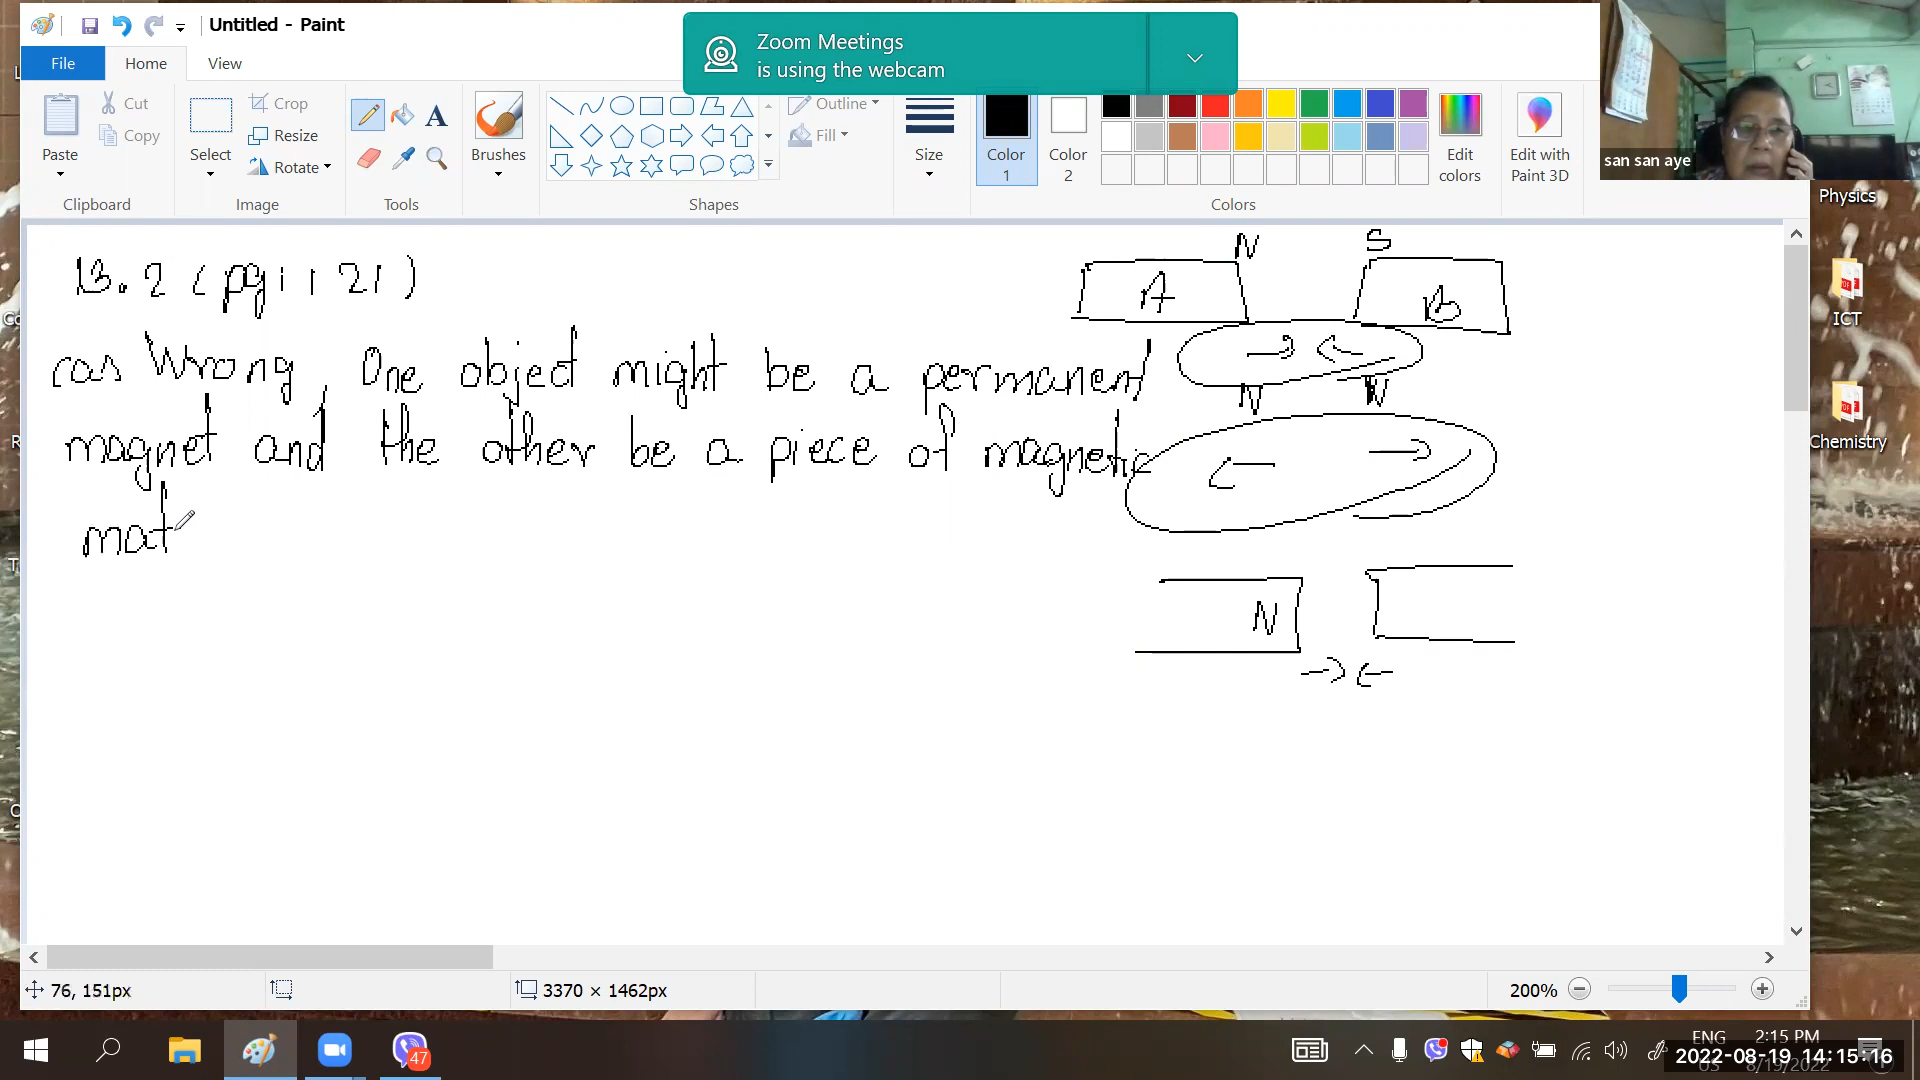 Untitled - Paint
Zoom Meetings
is using the webcam
File Home View
Paste
Cut
Copy
Clipboard
Select
Crop
Resize
Rotate
Image
Tools
Brushes
Shapes
Outline
Fill
Size
Color
1
Color
2
Edit
colors
Edit with
Paint 3D
Colors
san san aye
Physics
ICT
Chemistry
13.2 (pg 121)
(a) Wrong, One object might be a permanent
magnet and the other be a piece of magnetic
mat
N S
A B
N N
N
76, 151px
3370 × 1462px
200%
47
ENG
2:15 PM
2022-08-19 14:15:16
8/19/2022